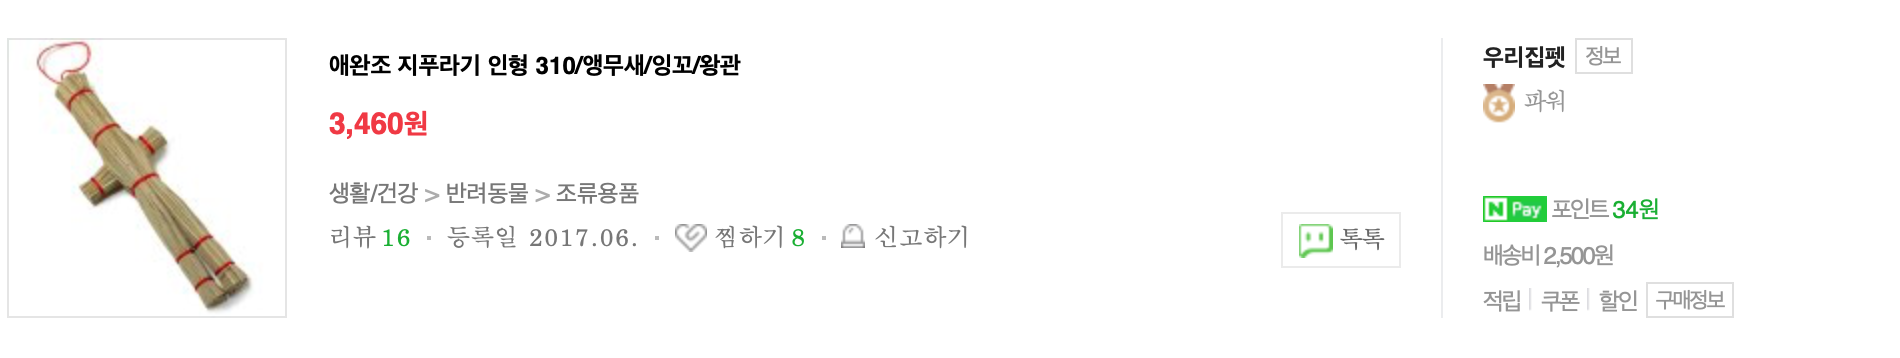 애완조 지푸라기 인형 310/앵무새/잉꼬/왕관
3,460원
생활/건강 > 반려동물 > 조류용품
리뷰 16 · 등록일 2017.06. · 찜하기 8 · 신고하기
톡톡
우리집펫 정보
파워
N Pay 포인트 34원
배송비 2,500원
적립 | 쿠폰 | 할인 구매정보